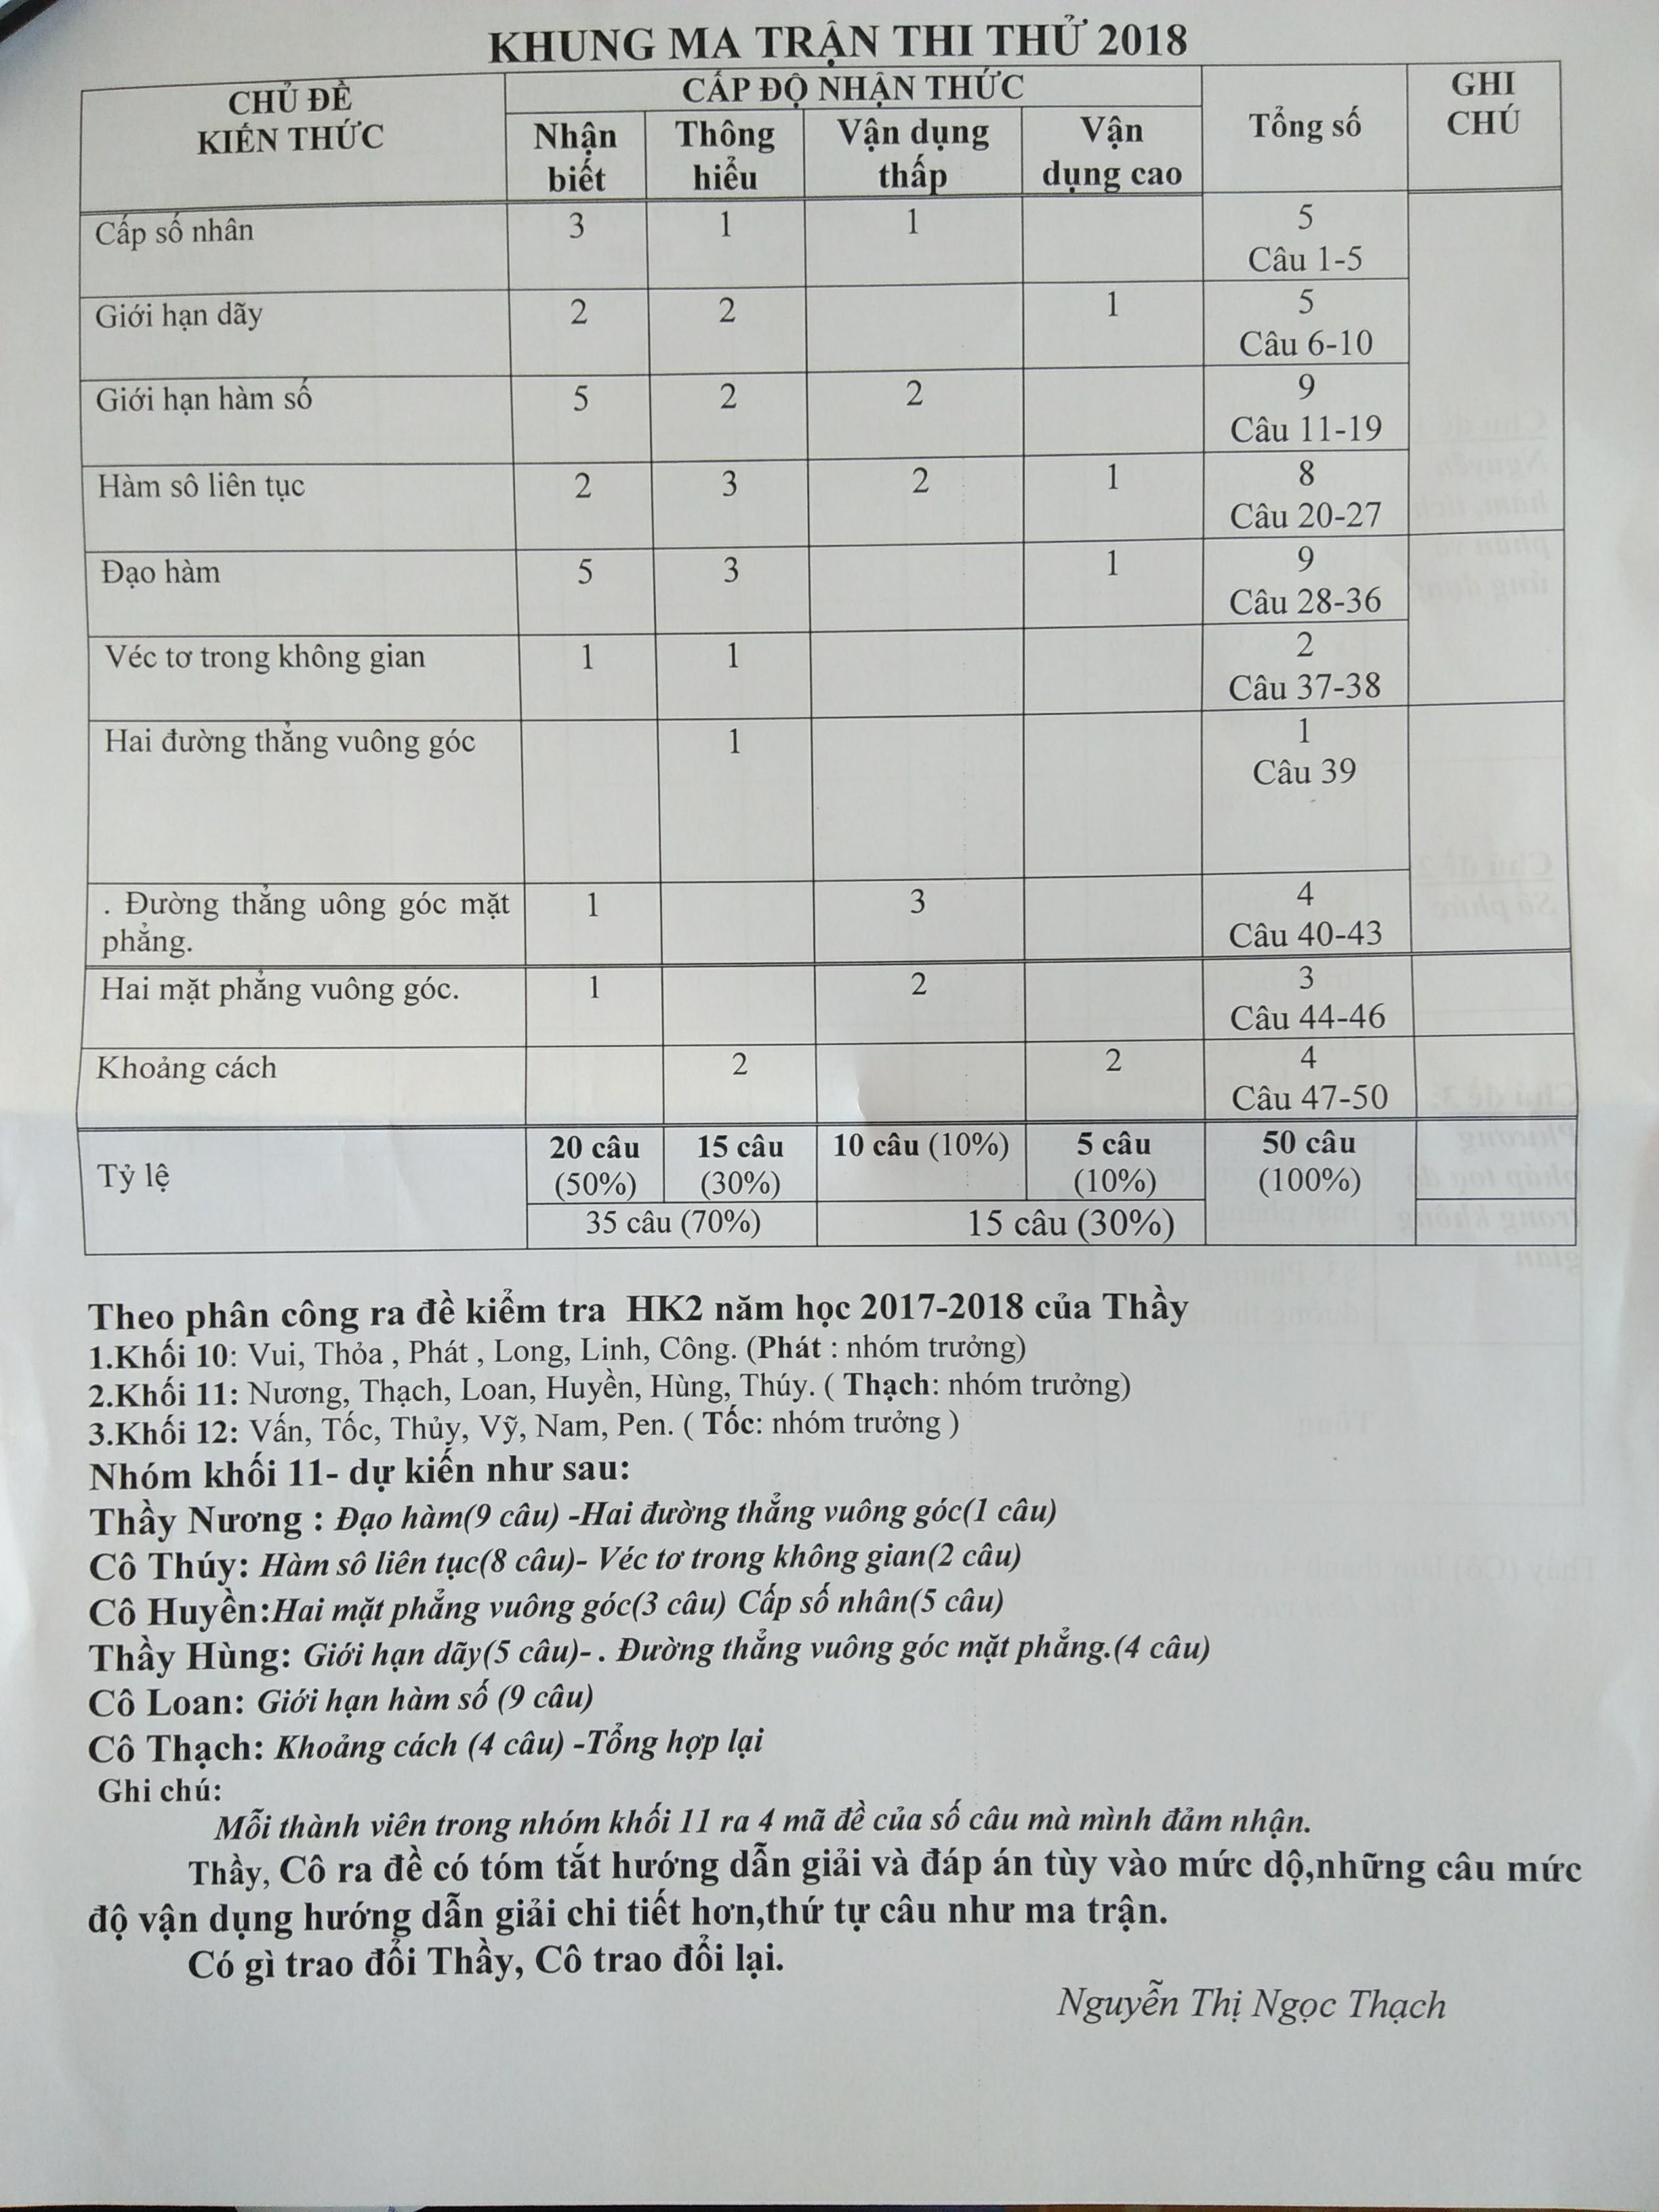 KHUNG MA TRẬN THI THỬ 2018
CHỦ ĐỀ KIẾN THỨC
CẤP ĐỘ NHẬN THỨC
Tổng số
GHI CHÚ
Nhận biết
Thông hiểu
Vận dụng thấp
Vận dụng cao
Cấp số nhân 3 1 1 5
Câu 1-5
Giới hạn dãy 2 2 1 5
Câu 6-10
Giới hạn hàm số 5 2 2 9
Câu 11-19
Hàm sô liên tục 2 3 2 1 8
Câu 20-27
Đạo hàm 5 3 1 9
Câu 28-36
Véc tơ trong không gian 1 1 2
Câu 37-38
Hai đường thẳng vuông góc 1 1
Câu 39
. Đường thẳng uông góc mặt phẳng. 1 3 4
Câu 40-43
Hai mặt phẳng vuông góc. 1 2 3
Câu 44-46
Khoảng cách 2 2 4
Câu 47-50
Tỷ lệ
20 câu (50%)
15 câu (30%)
10 câu (10%)
5 câu (10%)
50 câu (100%)
35 câu (70%)
15 câu (30%)
Theo phân công ra đề kiểm tra HK2 năm học 2017-2018 của Thầy
1.Khối 10: Vui, Thỏa , Phát , Long, Linh, Công. (Phát : nhóm trưởng)
2.Khối 11: Nương, Thạch, Loan, Huyền, Hùng, Thúy. ( Thạch: nhóm trưởng)
3.Khối 12: Vấn, Tốc, Thủy, Vỹ, Nam, Pen. ( Tốc: nhóm trưởng )
Nhóm khối 11- dự kiến như sau:
Thầy Nương : Đạo hàm(9 câu) -Hai đường thẳng vuông góc(1 câu)
Cô Thúy: Hàm sô liên tục(8 câu)- Véc tơ trong không gian(2 câu)
Cô Huyền:Hai mặt phẳng vuông góc(3 câu) Cấp số nhân(5 câu)
Thầy Hùng: Giới hạn dãy(5 câu)- . Đường thẳng vuông góc mặt phẳng.(4 câu)
Cô Loan: Giới hạn hàm số (9 câu)
Cô Thạch: Khoảng cách (4 câu) -Tổng hợp lại
Ghi chú:
Mỗi thành viên trong nhóm khối 11 ra 4 mã đề của số câu mà mình đảm nhận.
Thầy, Cô ra đề có tóm tắt hướng dẫn giải và đáp án tùy vào mức dộ,những câu mức
độ vận dụng hướng dẫn giải chi tiết hơn,thứ tự câu như ma trận.
Có gì trao đổi Thầy, Cô trao đổi lại.
Nguyễn Thị Ngọc Thạch